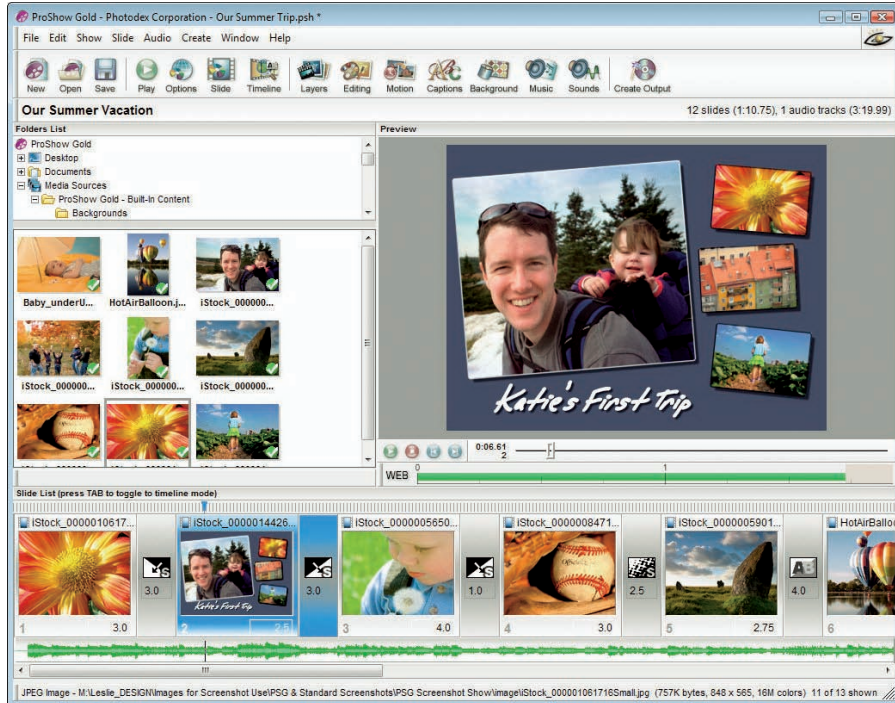 ProShow Gold - Photodex Corporation - Our Summer Trip.psh *
File Edit Show Slide Audio Create Window Help
New Open Save Play Options Slide Timeline Layers Editing Motion Captions Background Music Sounds Create Output
Our Summer Vacation 12 slides (1:10.75), 1 audio tracks (3:19.99)
Folders List
ProShow Gold
Desktop
Documents
Media Sources
ProShow Gold - Built-In Content
Backgrounds
Baby_underU... HotAirBalloon.j... iStock_000000...
iStock_000000... iStock_000000... iStock_000000...
Preview
Katie's First Trip
0:06.61
2
WEB 0 1
Slide List (press TAB to toggle to timeline mode)
iStock_0000010617... iStock_0000014426... iStock_0000005650... iStock_0000008471... iStock_0000005901... HotAirBalloo
S S S S AB
3.0 3.0 1.0 2.5 4.0
Katie's First Trip
1 3.0 2 2.5 3 4.0 4 3.0 5 2.75 6
JPEG Image - M:\Leslie_DESIGN\Images for Screenshot Use\PSG & Standard Screenshots\PSG Screenshot Show\image\iStock_000001061716Small.jpg (757K bytes, 848 x 565, 16M colors) 11 of 13 shown